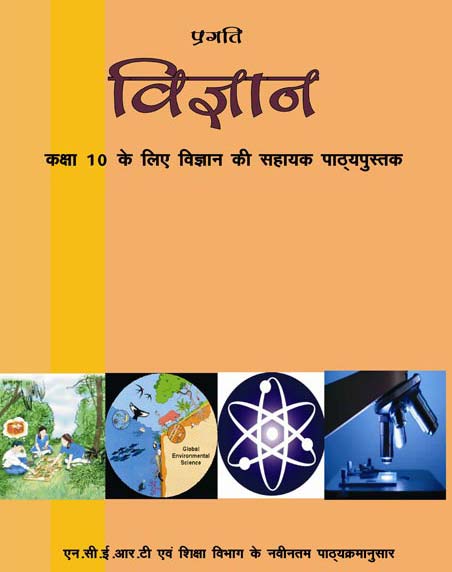 प्रगति
विज्ञान
कक्षा 10 के लिए विज्ञान की सहायक पाठ्यपुस्तक
Global
Environmental
Science
एन.सी.ई.आर.टी एवं शिक्षा विभाग के नवीनतम पाठ्यक्रमानुसार